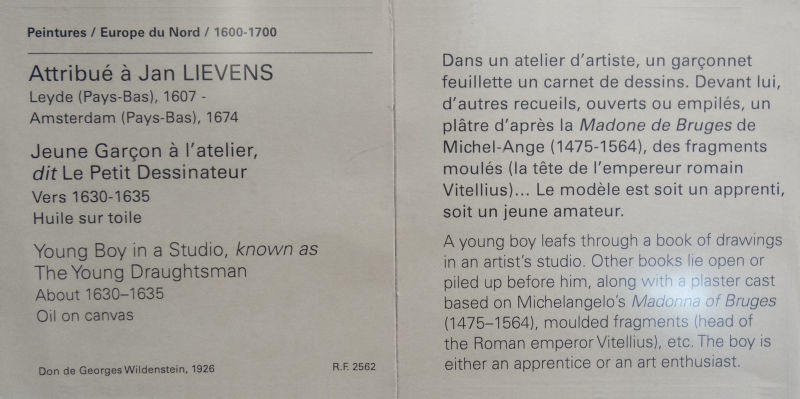 Peintures / Europe du Nord / 1600-1700
Attribué à Jan LIEVENS
Leyde (Pays-Bas), 1607 -
Amsterdam (Pays-Bas), 1674
Jeune Garçon à l'atelier,
dit Le Petit Dessinateur
Vers 1630-1635
Huile sur toile
Young Boy in a Studio, known as
The Young Draughtsman
About 1630–1635
Oil on canvas
Don de Georges Wildenstein, 1926
R.F. 2562
Dans un atelier d'artiste, un garçonnet
feuillette un carnet de dessins. Devant lui,
d'autres recueils, ouverts ou empilés, un
plâtre d'après la Madone de Bruges de
Michel-Ange (1475-1564), des fragments
moulés (la tête de l'empereur romain
Vitellius)... Le modèle est soit un apprenti,
soit un jeune amateur.
A young boy leafs through a book of drawings
in an artist's studio. Other books lie open or
piled up before him, along with a plaster cast
based on Michelangelo's Madonna of Bruges
(1475–1564), moulded fragments (head of
the Roman emperor Vitellius), etc. The boy is
either an apprentice or an art enthusiast.